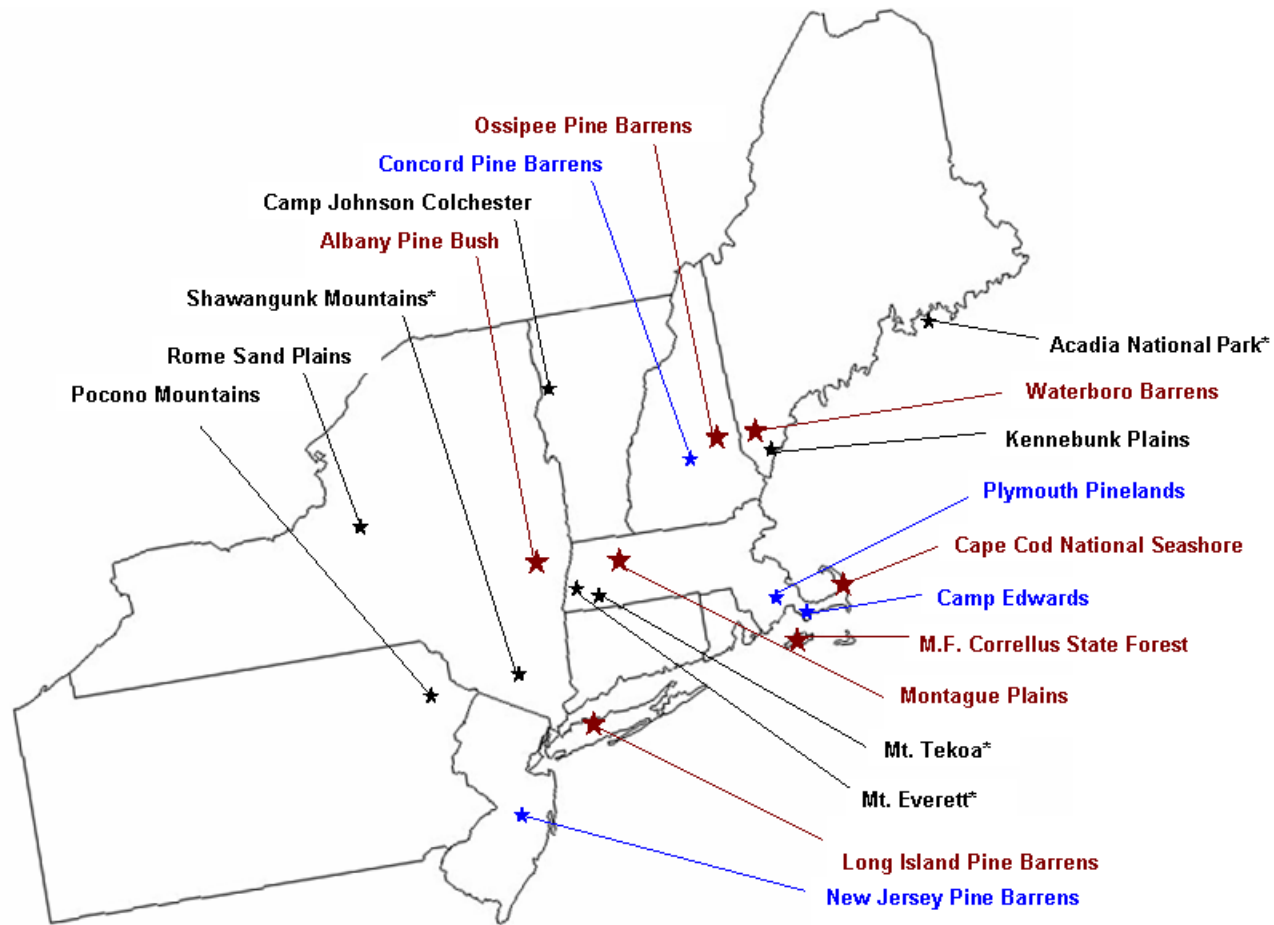 Ossipee Pine Barrens
Concord Pine Barrens
Camp Johnson Colchester
Albany Pine Bush
Shawangunk Mountains*
Rome Sand Plains
Pocono Mountains
Acadia National Park*
Waterboro Barrens
Kennebunk Plains
Plymouth Pinelands
Cape Cod National Seashore
Camp Edwards
M.F. Correllus State Forest
Montague Plains
Mt. Tekoa*
Mt. Everett*
Long Island Pine Barrens
New Jersey Pine Barrens